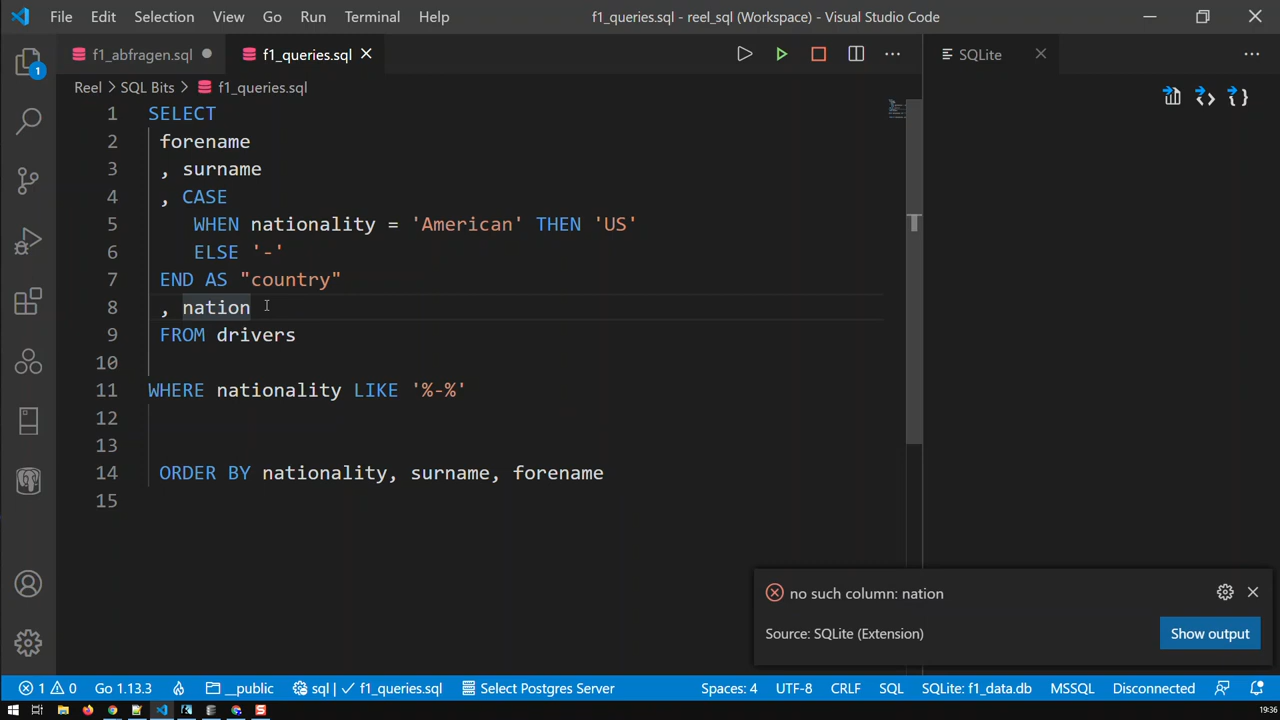 File Edit Selection View Go Run Terminal Help f1_queries.sql - reel_sql (Workspace) - Visual Studio Code
f1_abfragen.sql f1_queries.sql SQLite
Reel > SQL Bits > f1_queries.sql
1 SELECT
2 forename
3 , surname
4 , CASE
5 WHEN nationality = 'American' THEN 'US'
6 ELSE '-'
7 END AS "country"
8 , nation
9 FROM drivers
10
11 WHERE nationality LIKE '%-%'
12
13
14 ORDER BY nationality, surname, forename
15
1
no such column: nation
Source: SQLite (Extension)
Show output
1 0 Go 1.13.3 __public sql | ✓ f1_queries.sql Select Postgres Server Spaces: 4 UTF-8 CRLF SQL SQLite: f1_data.db MSSQL Disconnected
19:36